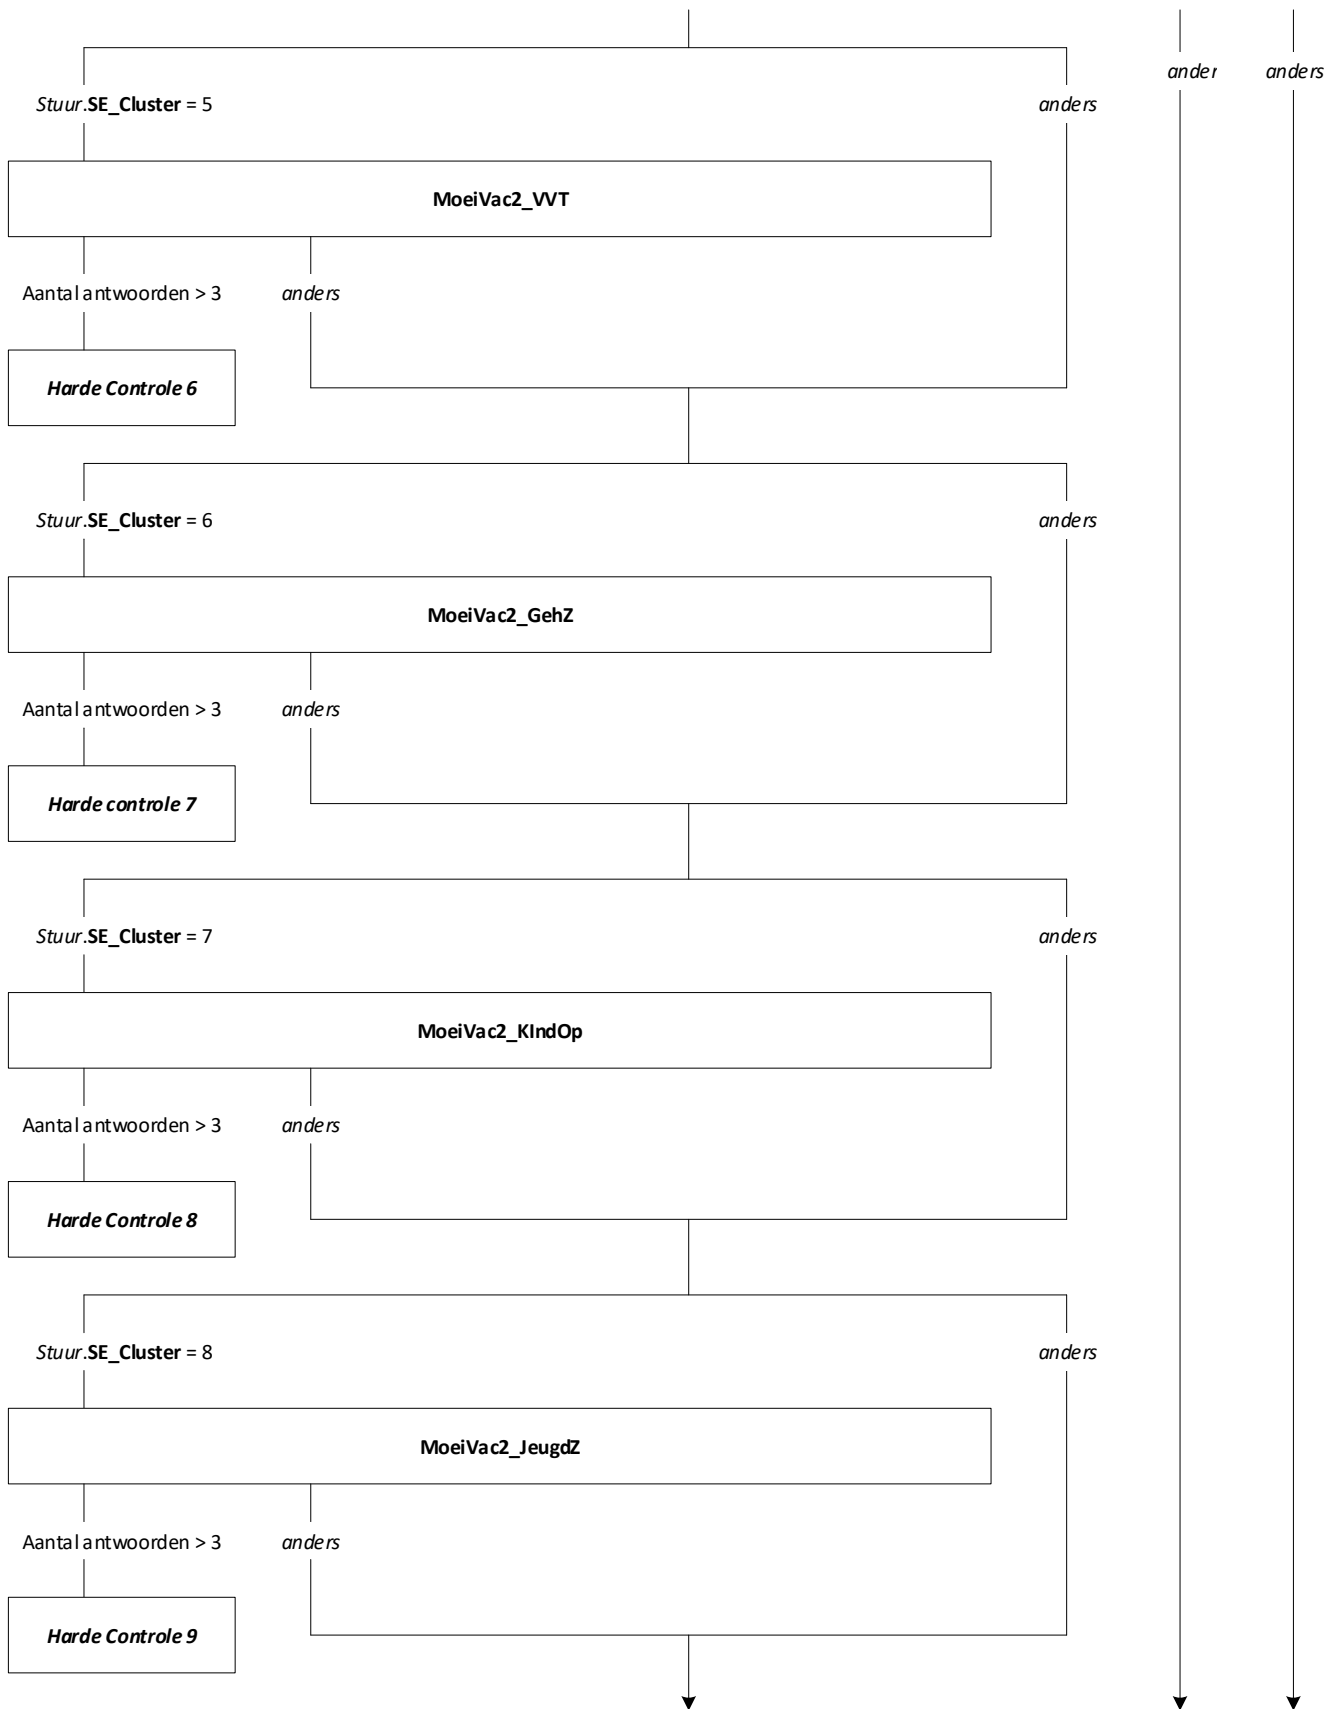 ander anders
Stuur.SE_Cluster = 5 anders
MoeiVac2_VVT
Aantal antwoorden > 3 anders
Harde Controle 6
Stuur.SE_Cluster = 6 anders
MoeiVac2_GehZ
Aantal antwoorden > 3 anders
Harde controle 7
Stuur.SE_Cluster = 7 anders
MoeiVac2_KIndOp
Aantal antwoorden > 3 anders
Harde Controle 8
Stuur.SE_Cluster = 8 anders
MoeiVac2_JeugdZ
Aantal antwoorden > 3 anders
Harde Controle 9